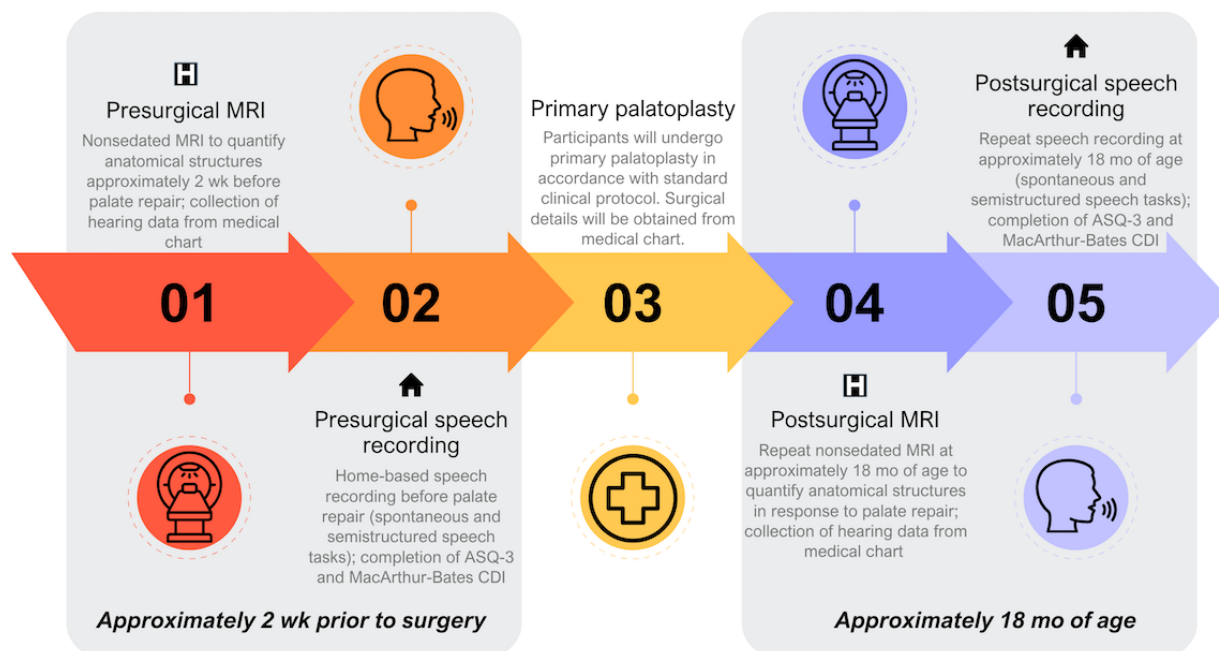 H
Presurgical MRI
Nonsedated MRI to quantify
anatomical structures
approximately 2 wk before
palate repair; collection of
hearing data from medical
chart
01
02
Presurgical speech
recording
Home-based speech
recording before palate
repair (spontaneous and
semistructured speech
tasks); completion of ASQ-3
and MacArthur-Bates CDI
Approximately 2 wk prior to surgery
Primary palatoplasty
Participants will undergo
primary palatoplasty in
accordance with standard
clinical protocol. Surgical
details will be obtained from
medical chart.
03
04
H
Postsurgical MRI
Repeat nonsedated MRI at
approximately 18 mo of age to
quantify anatomical structures
in response to palate repair;
collection of hearing data from
medical chart
Postsurgical speech
recording
Repeat speech recording at
approximately 18 mo of age
(spontaneous and
semistructured speech tasks);
completion of ASQ-3 and
MacArthur-Bates CDI
05
Approximately 18 mo of age